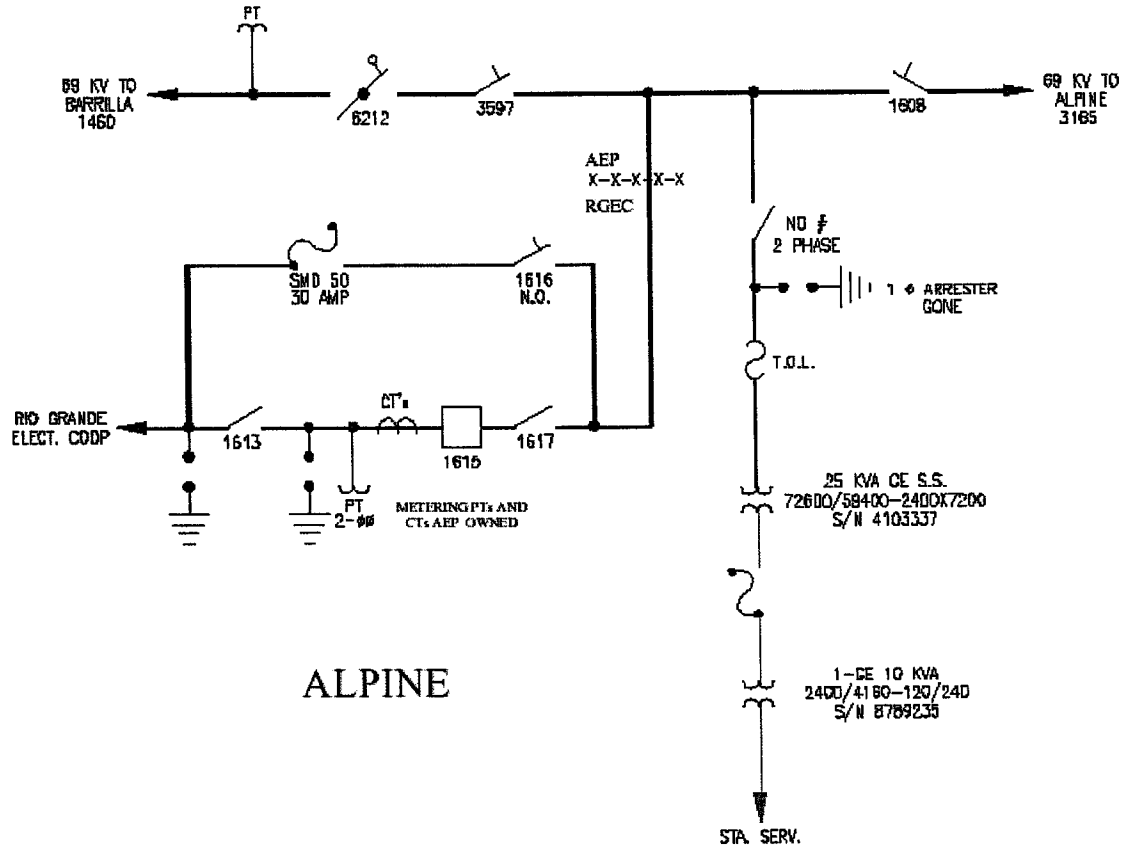 PT
69 KV TO
BARRILLA
1460
6212
3597
1608
69 KV TO
ALPINE
3165
AEP
X-X-X-X-X
RGEC
NO #
2 PHASE
SMD 50
30 AMP
1616
N.O.
1 ϕ ARRESTER
GONE
T.O.L.
RIO GRANDE
ELECT. COOP
1613
CT's
1615
1617
PT
2-ϕϕ
METERING PTs AND
CTs AEP OWNED
25 KVA GE S.S.
72600/59400-2400X7200
S/N 4103337
ALPINE
1-GE 10 KVA
2400/4160-120/240
S/N 8789235
STA. SERV.